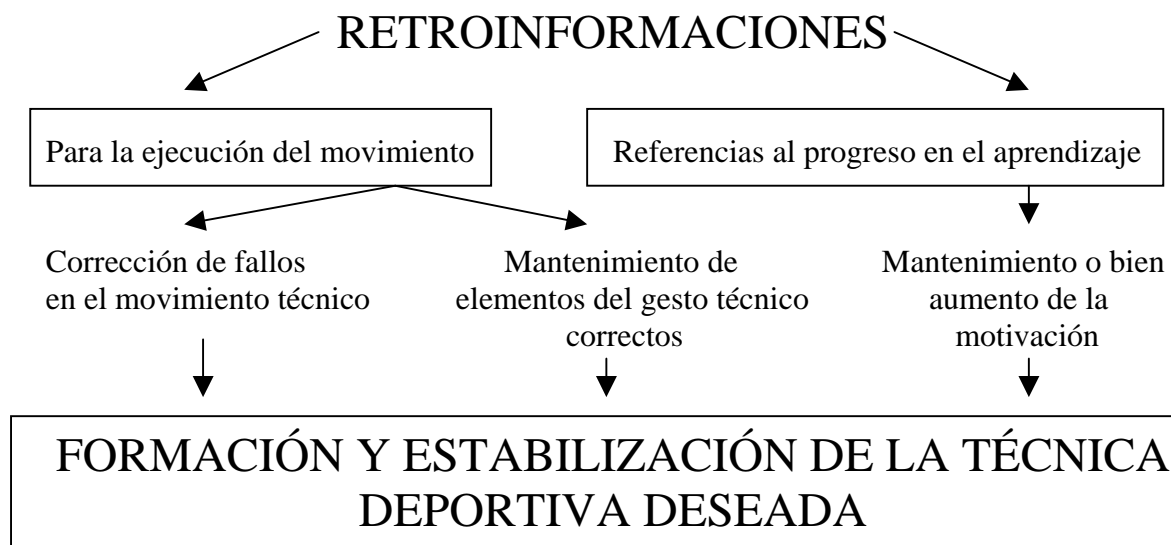 RETROINFORMACIONES
Para la ejecución del movimiento
Referencias al progreso en el aprendizaje
Corrección de fallos
en el movimiento técnico
Mantenimiento de
elementos del gesto técnico
correctos
Mantenimiento o bien
aumento de la
motivación
FORMACIÓN Y ESTABILIZACIÓN DE LA TÉCNICA
DEPORTIVA DESEADA